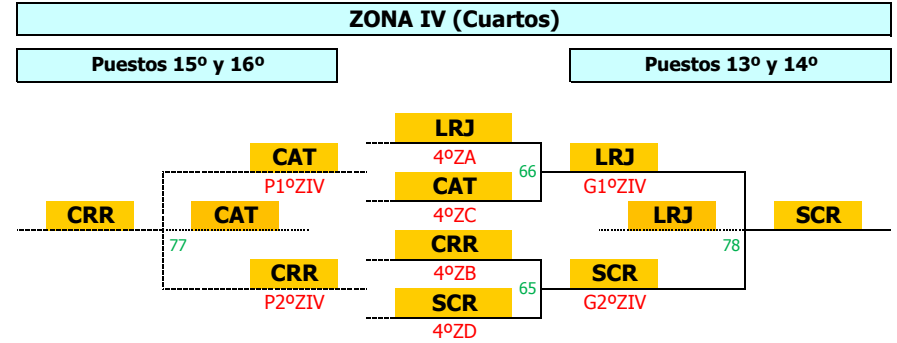 ZONA IV (Cuartos)
Puestos 15º y 16º
Puestos 13º y 14º
LRJ
4ºZA
CAT
P1ºZIV
66
LRJ
G1ºZIV
CAT
4ºZC
CRR
CAT
LRJ
SCR
77
78
CRR
4ºZB
CRR
P2ºZIV
65
SCR
G2ºZIV
SCR
4ºZD